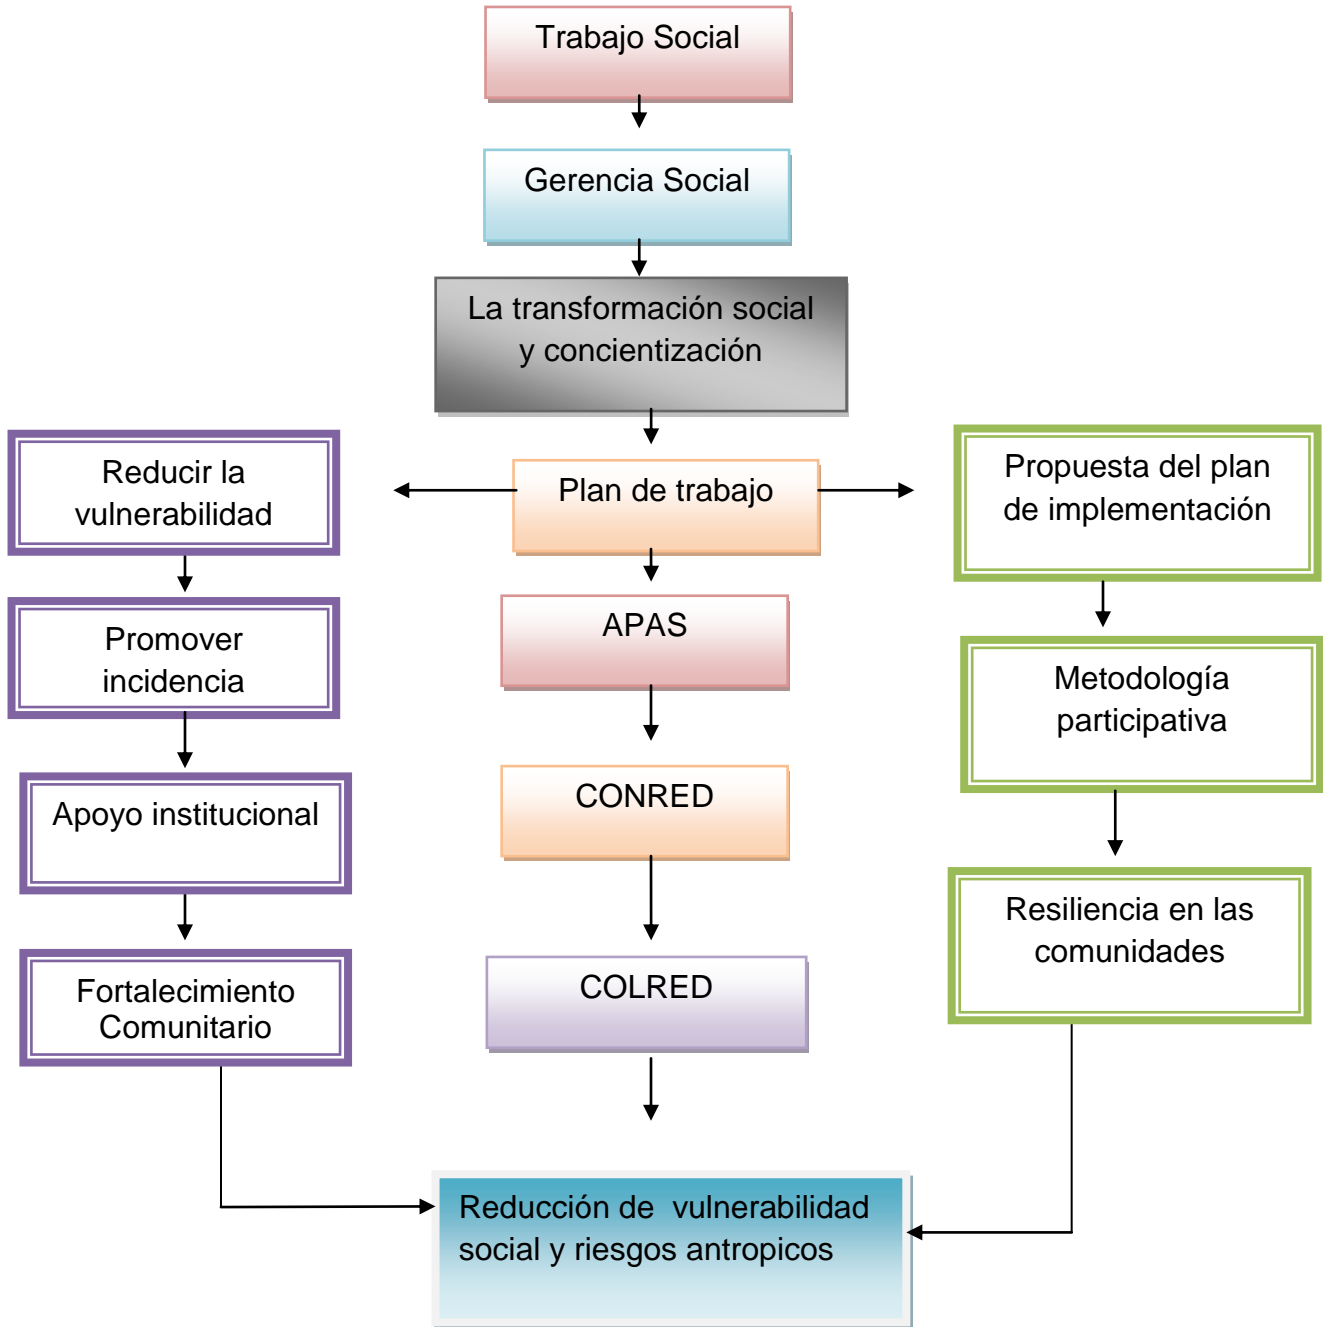 Trabajo Social
Gerencia Social
La transformación social
y concientización
Plan de trabajo
Reducir la
vulnerabilidad
Promover
incidencia
Apoyo institucional
Fortalecimiento
Comunitario
APAS
CONRED
COLRED
Propuesta del plan
de implementación
Metodología
participativa
Resiliencia en las
comunidades
Reducción de  vulnerabilidad
social y riesgos antropicos